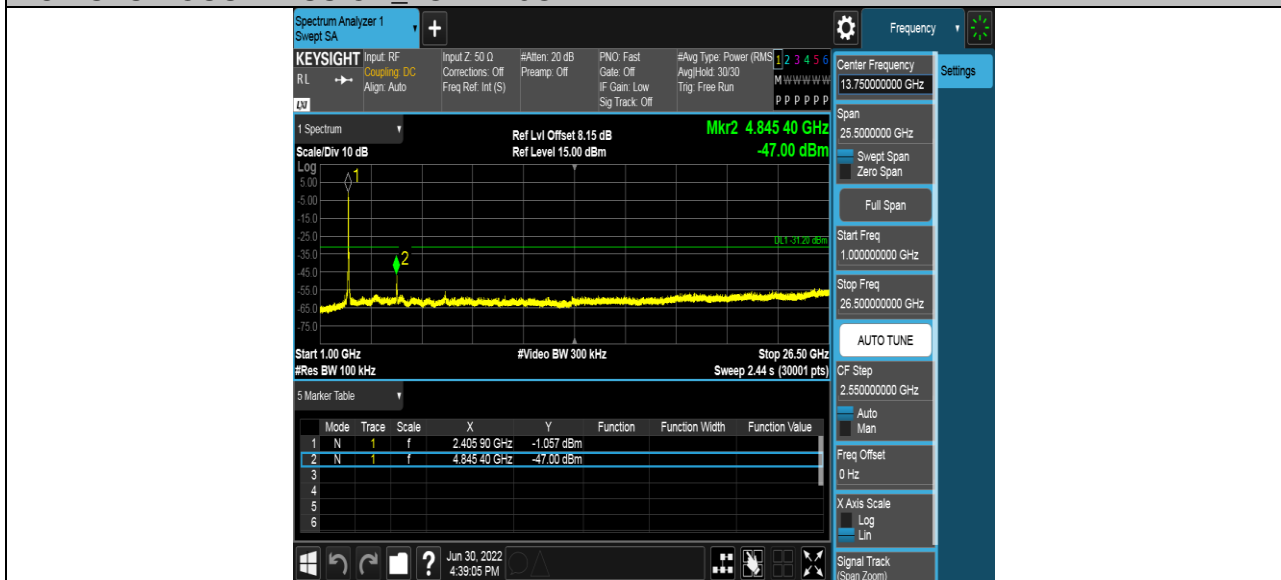 Spectrum Analyzer 1
Swept SA
+
Frequency
KEYSIGHT
RL
LXI
Input: RF
Coupling: DC
Align: Auto
Input Z: 50 Ω
Corrections: Off
Freq Ref: Int (S)
#Atten: 20 dB
Preamp: Off
PNO: Fast
Gate: Off
IF Gain: Low
Sig Track: Off
#Avg Type: Power (RMS
Avg|Hold: 30/30
Trig: Free Run
1 2 3 4 5 6
M W W W W W
P P P P P P
1 Spectrum
Scale/Div 10 dB
Ref Lvl Offset 8.15 dB
Ref Level 15.00 dBm
Mkr2 4.845 40 GHz
-47.00 dBm
Log
5.00
-5.00
-15.0
-25.0
-35.0
-45.0
-55.0
-65.0
-75.0
1
2
DL1 -31.20 dBm
Start 1.00 GHz
#Res BW 100 kHz
#Video BW 300 kHz
Stop 26.50 GHz
Sweep 2.44 s (30001 pts)
5 Marker Table
Mode Trace Scale X Y Function Function Width Function Value
1 N 1 f 2.405 90 GHz -1.057 dBm
2 N 1 f 4.845 40 GHz -47.00 dBm
3
4
5
6
?
Jun 30, 2022
4:39:05 PM
Center Frequency
13.750000000 GHz
Settings
Span
25.5000000 GHz
Swept Span
Zero Span
Full Span
Start Freq
1.000000000 GHz
Stop Freq
26.500000000 GHz
AUTO TUNE
CF Step
2.550000000 GHz
Auto
Man
Freq Offset
0 Hz
X Axis Scale
Log
Lin
Signal Track
(Span Zoom)